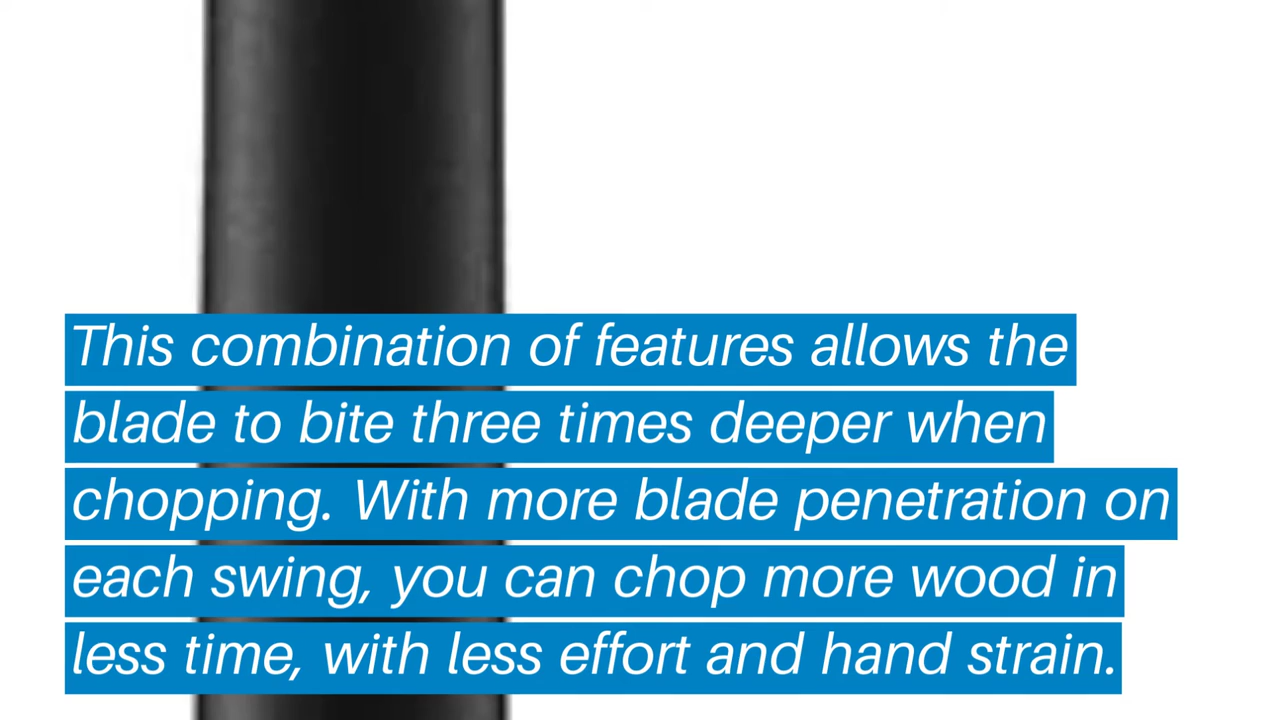 This combination of features allows the
blade to bite three times deeper when
chopping. With more blade penetration on
each swing, you can chop more wood in
less time, with less effort and hand strain.